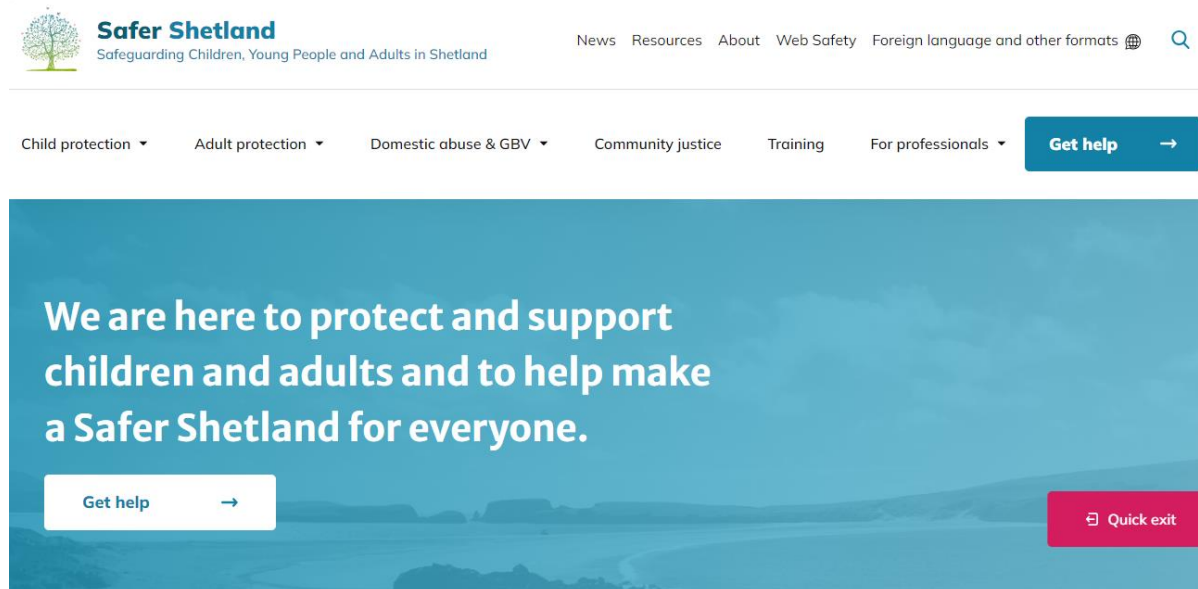 Safer Shetland
Safeguarding Children, Young People and Adults in Shetland
News Resources About Web Safety Foreign language and other formats
Child protection Adult protection Domestic abuse & GBV Community justice Training For professionals Get help
We are here to protect and support
children and adults and to help make
a Safer Shetland for everyone.
Get help
Quick exit